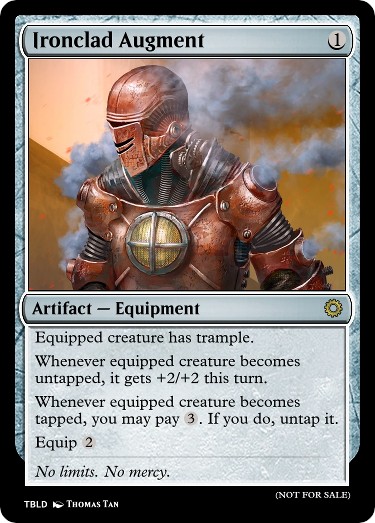 Ironclad Augment 1
Artifact — Equipment
Equipped creature has trample.
Whenever equipped creature becomes
untapped, it gets +2/+2 this turn.
Whenever equipped creature becomes
tapped, you may pay 3. If you do, untap it.
Equip 2
No limits. No mercy.
TBLD Thomas Tan
(NOT FOR SALE)